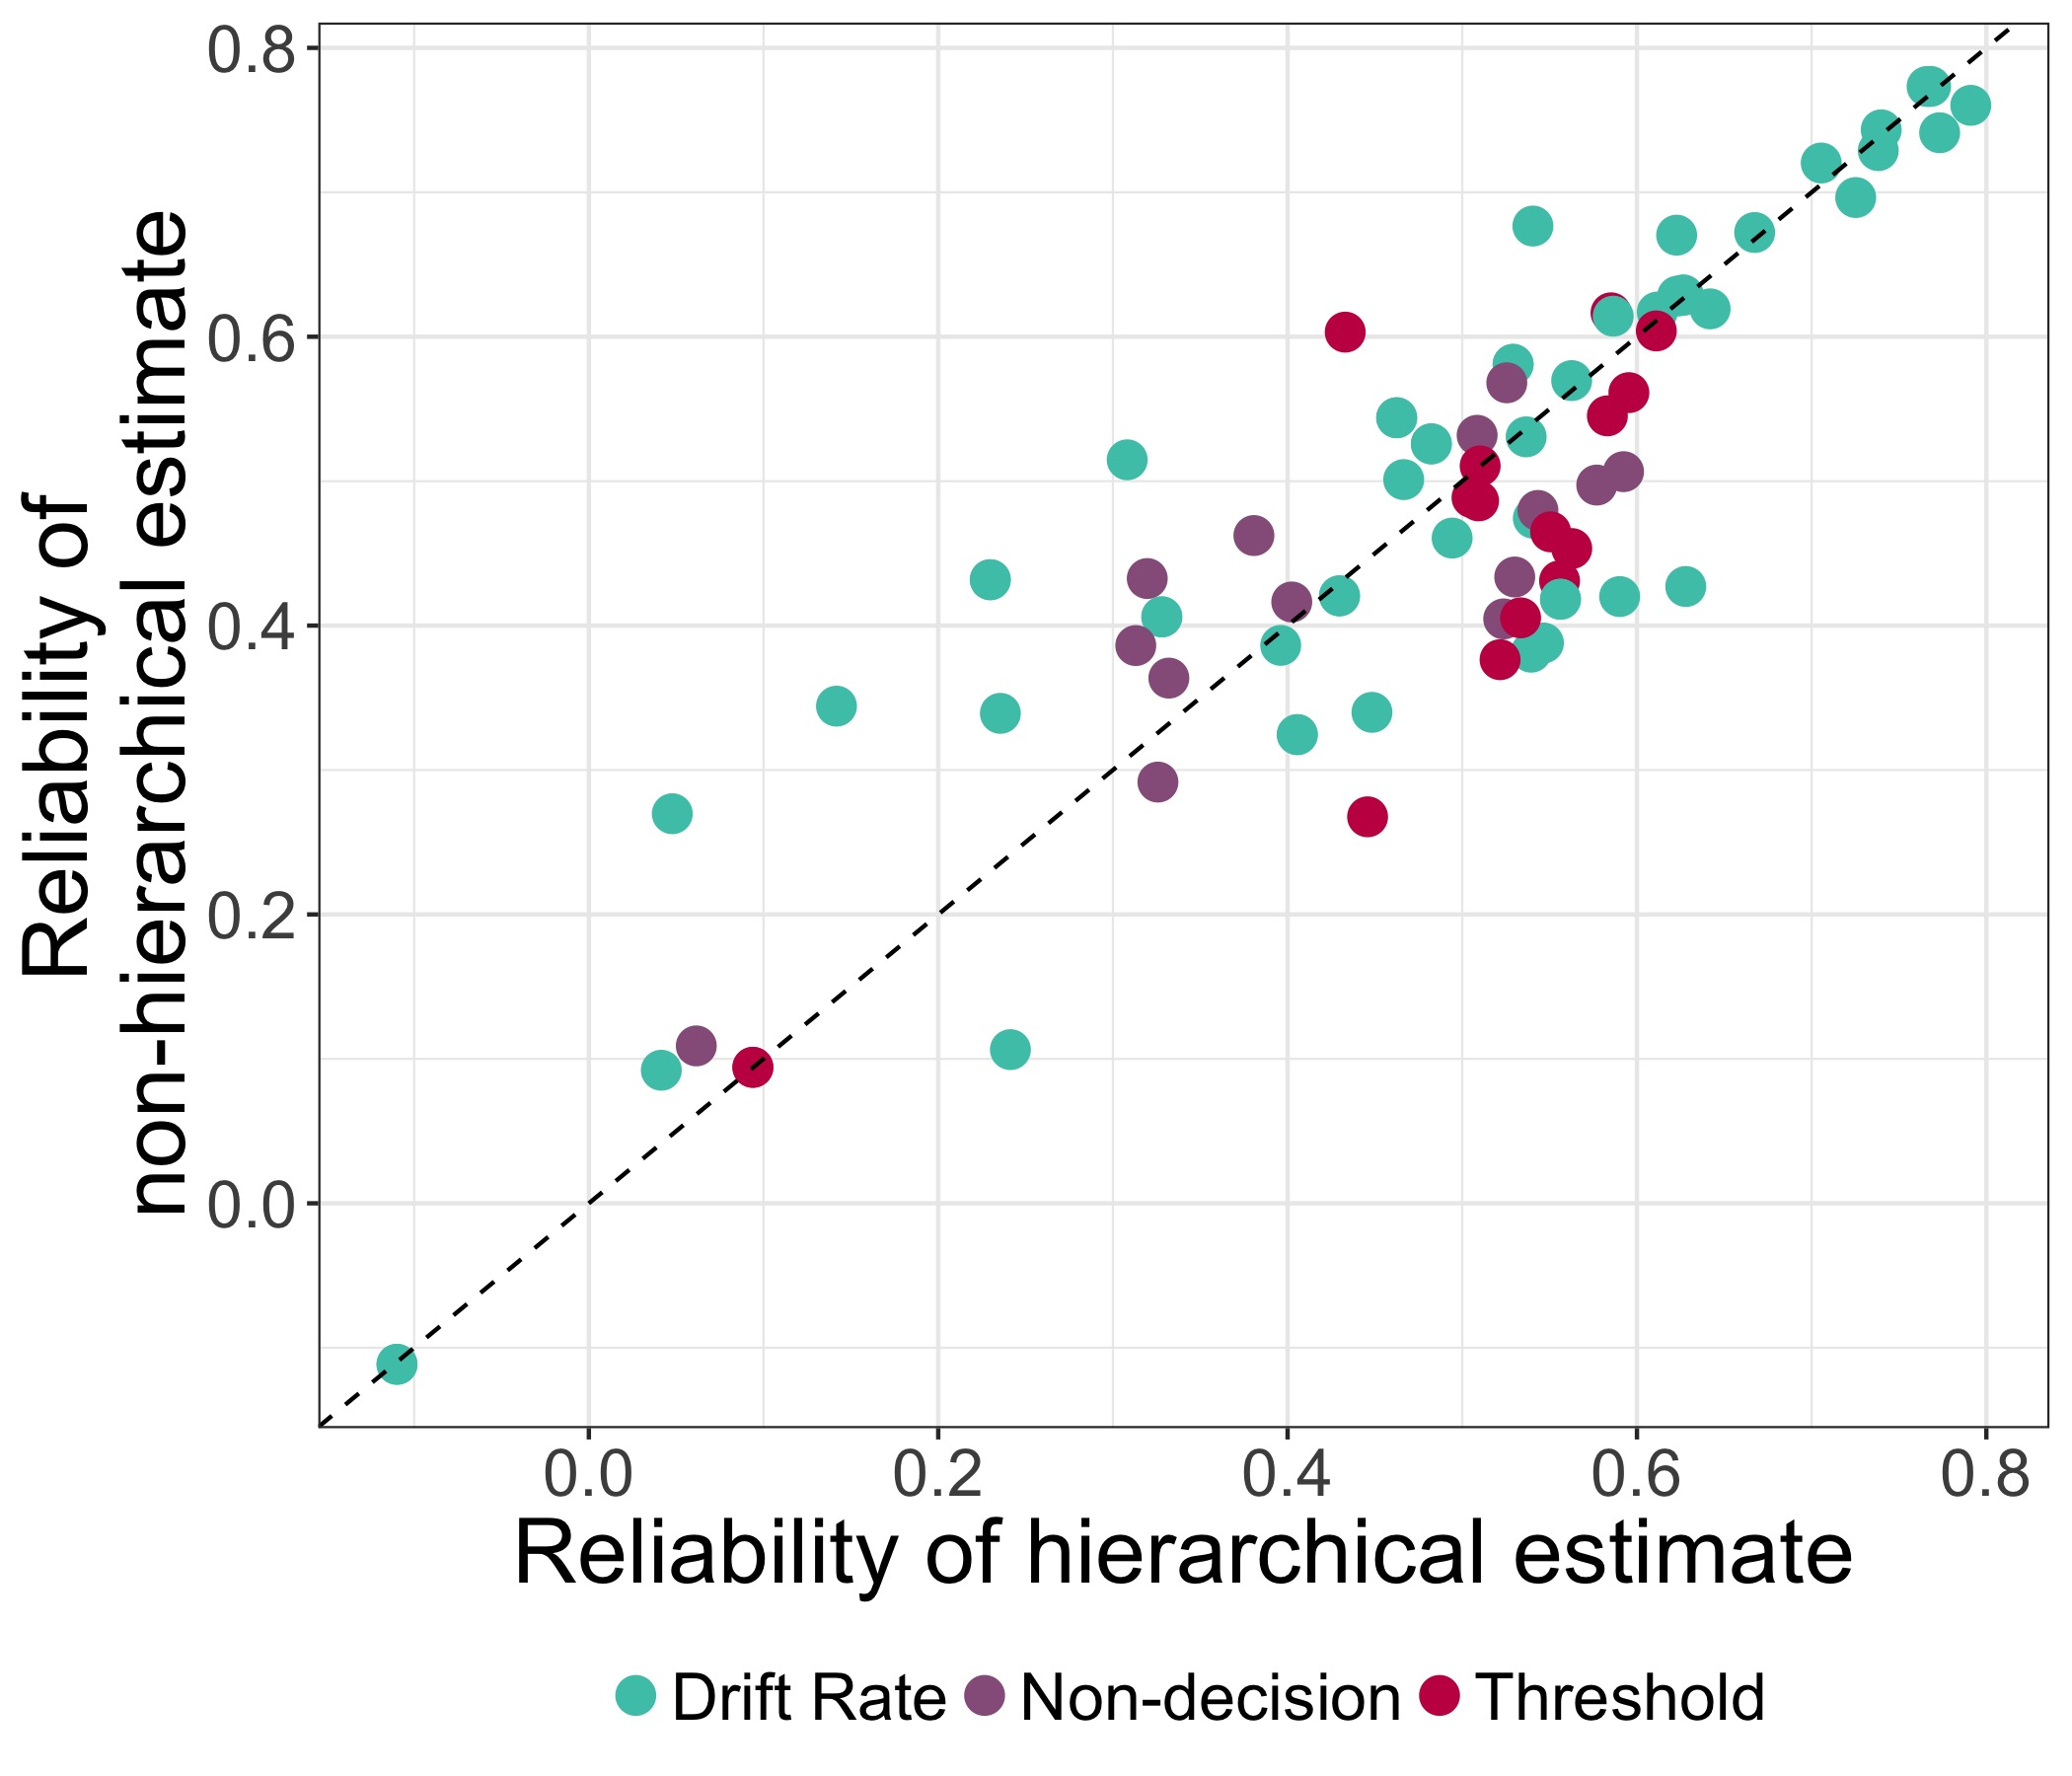 Reliability of
non-hierarchical estimate
0.8
0.6
0.4
0.2
0.0
0.0 0.2 0.4 0.6 0.8
Reliability of hierarchical estimate
Drift Rate Non-decision Threshold